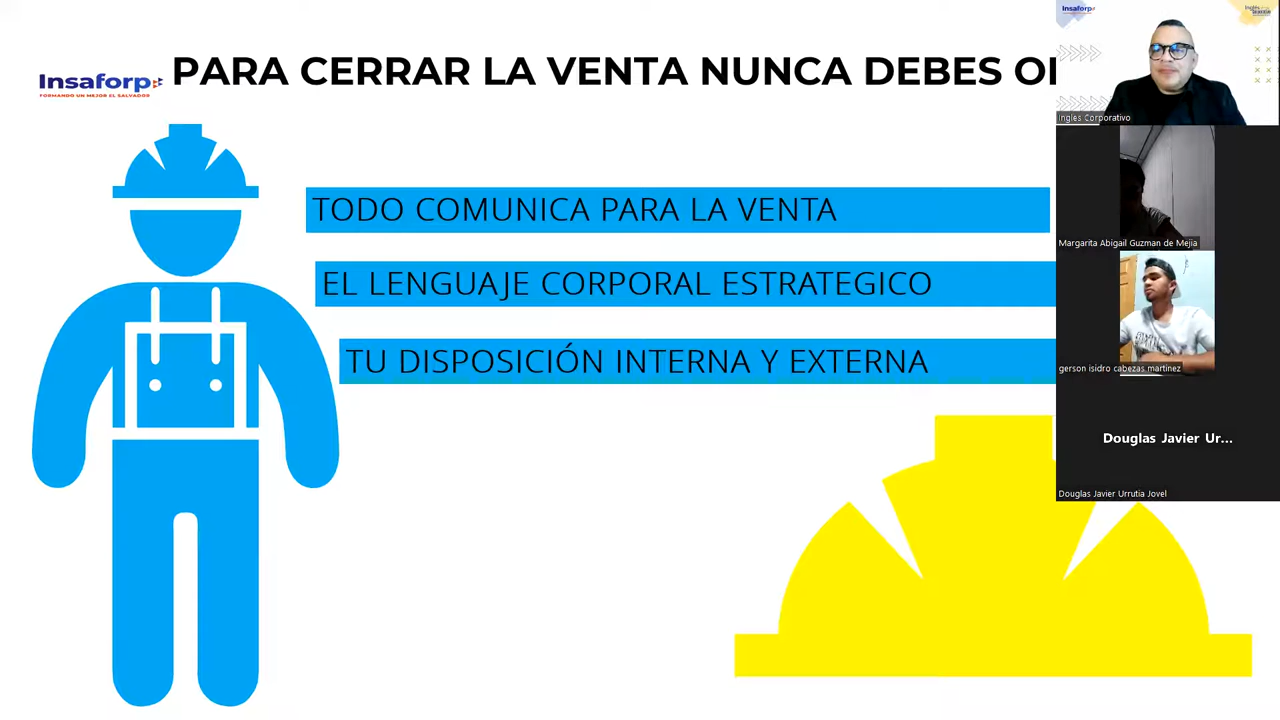 PARA CERRAR LA VENTA NUNCA DEBES
Insaforp
FORMANDO UN MEJOR EL SALVADOR
TODO COMUNICA PARA LA VENTA
EL LENGUAJE CORPORAL ESTRATEGICO
TU DISPOSICIÓN INTERNA Y EXTERNA
Insaforp
Ingles Corporativo
Margarita Abigail Guzman de Mejia
gerson isidro cabezas martinez
Douglas Javier Ur...
Douglas Javier Urrutia Jovel